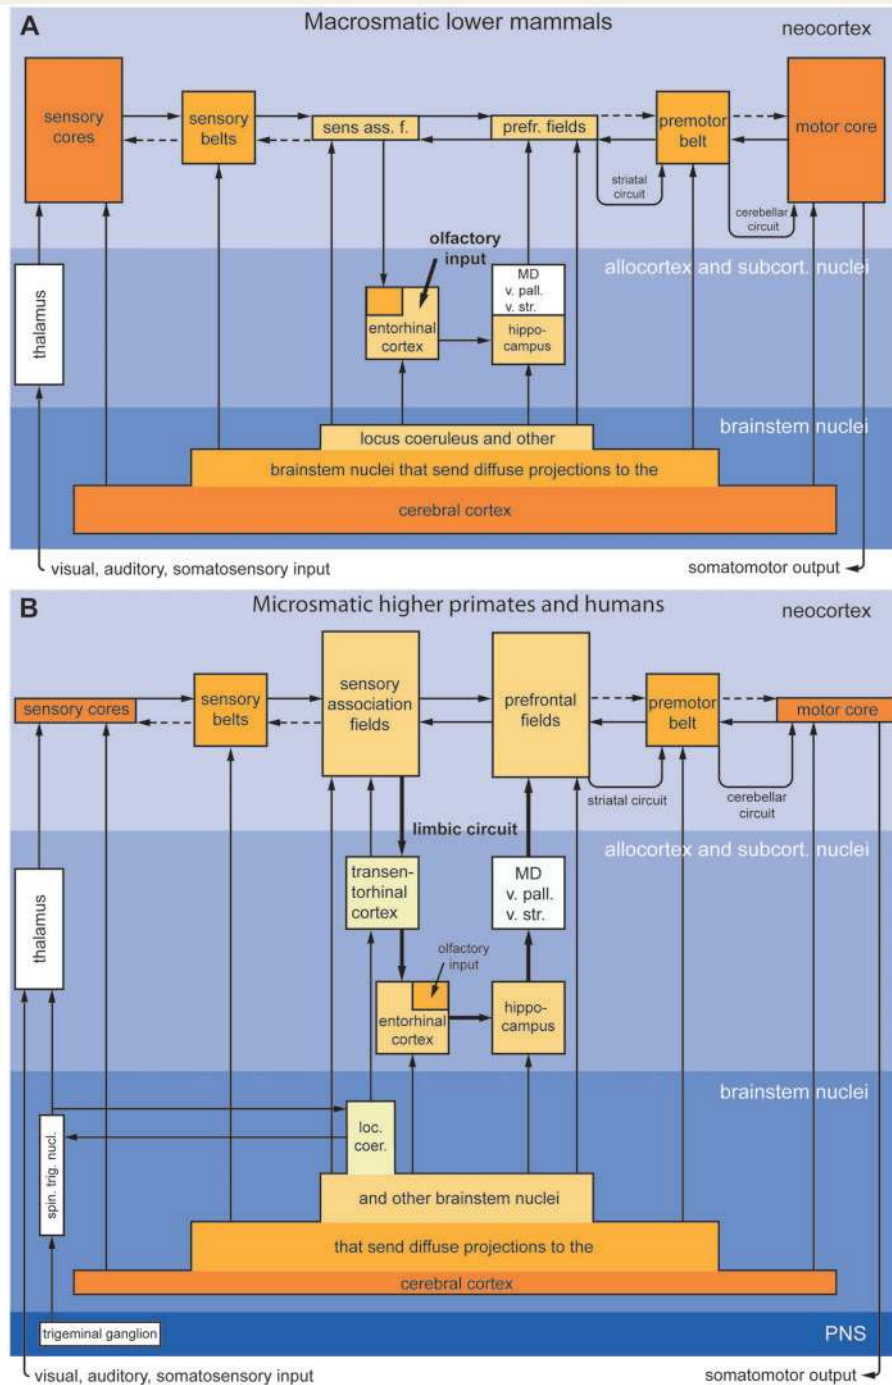 A
Macrosmatic lower mammals
neocortex
sensory
cores
sensory
belts
sens ass. f.
prefr. fields
premotor
belt
motor core
striatal
circuit
cerebellar
circuit
olfactory
input
allocortex and subcort. nuclei
thalamus
entorhinal
cortex
MD
v. pall.
v. str.
hippo-
campus
brainstem nuclei
locus coeruleus and other
brainstem nuclei that send diffuse projections to the
cerebral cortex
visual, auditory, somatosensory input
somatomotor output
B
Microsmatic higher primates and humans
neocortex
sensory cores
sensory
belts
sensory
association
fields
prefrontal
fields
premotor
belt
motor core
striatal circuit
cerebellar
circuit
limbic circuit
allocortex and subcort. nuclei
thalamus
transen-
torhinal
cortex
MD
v. pall.
v. str.
olfactory
input
entorhinal
cortex
hippo-
campus
brainstem nuclei
spin. trig. nucl.
loc.
coer.
and other brainstem nuclei
that send diffuse projections to the
cerebral cortex
trigeminal ganglion
PNS
visual, auditory, somatosensory input
somatomotor output